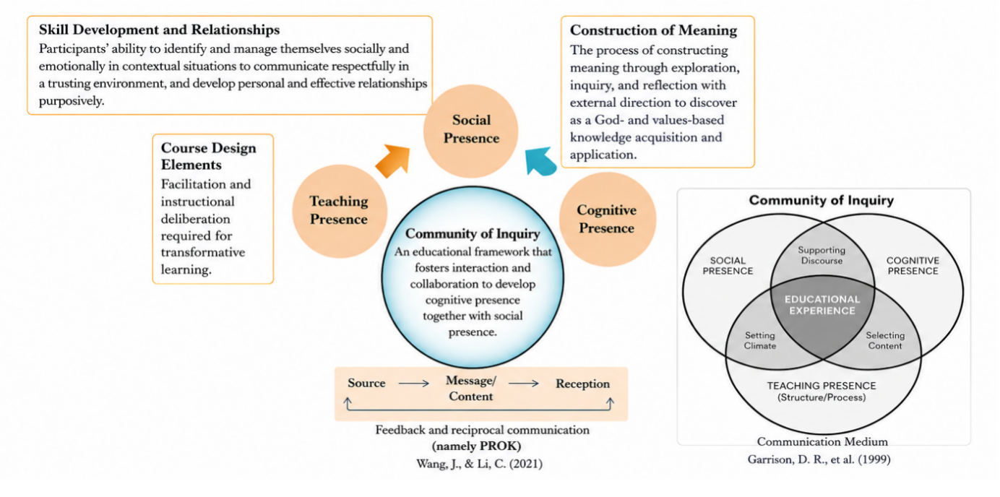 Skill Development and Relationships
Participants' ability to identify and manage themselves socially and
emotionally in contextual situations to communicate respectfully in
a trusting environment, and develop personal and effective relationships
purposively.
Construction of Meaning
The process of constructing
meaning through exploration,
inquiry, and reflection with
external direction to discover
as a God- and values-based
knowledge acquisition and
application.
Social
Presence
Course Design
Elements
Facilitation and
instructional
deliberation
required for
transformative
learning.
Teaching
Presence
Cognitive
Presence
Community of Inquiry
An educational framework that
fosters interaction and
collaboration to develop
cognitive presence
together with social
presence.
Source
Message/
Content
Reception
Feedback and reciprocal communication
(namely PROK)
Wang, J., & Li, C. (2021)
Community of Inquiry
SOCIAL
PRESENCE
Supporting
Discourse
COGNITIVE
PRESENCE
EDUCATIONAL
EXPERIENCE
Setting
Climate
Selecting
Content
TEACHING PRESENCE
(Structure/Process)
Communication Medium
Garrison, D. R., et al. (1999)